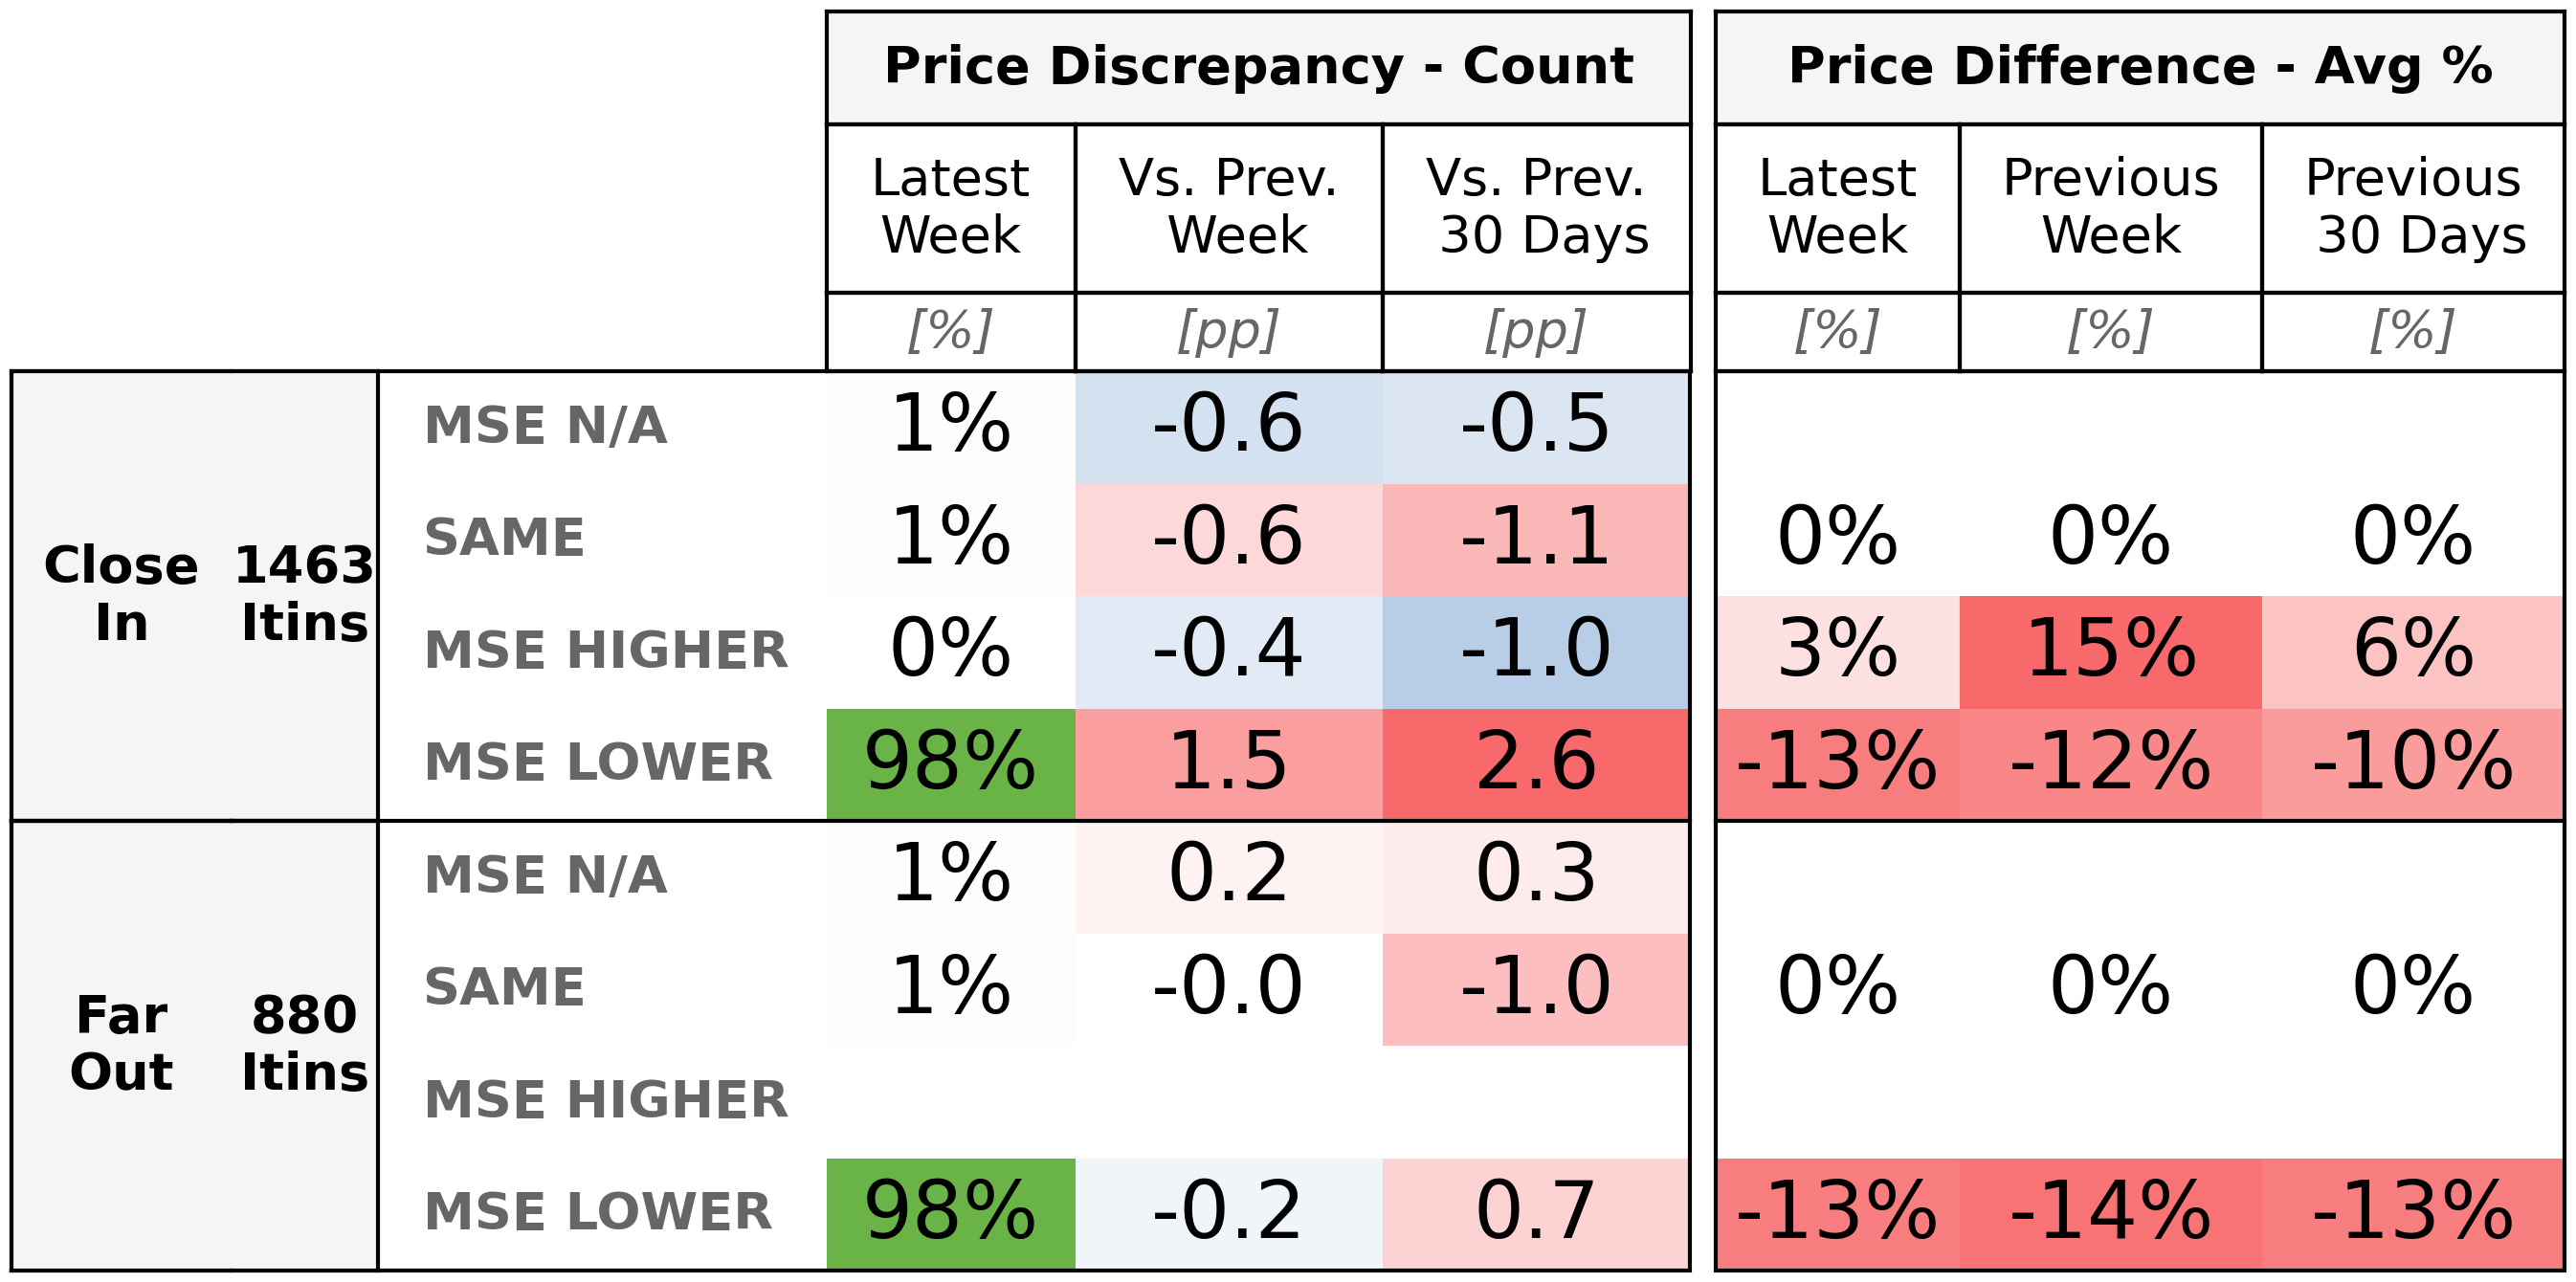 Price Discrepancy - Count Price Difference - Avg %
Latest Week Vs. Prev. Week Vs. Prev. 30 Days Latest Week Previous Week Previous 30 Days
[%] [pp] [pp] [%] [%] [%]
Close In 1463 Itins
MSE N/A 1% -0.6 -0.5
SAME 1% -0.6 -1.1 0% 0% 0%
MSE HIGHER 0% -0.4 -1.0 3% 15% 6%
MSE LOWER 98% 1.5 2.6 -13% -12% -10%
Far Out 880 Itins
MSE N/A 1% 0.2 0.3
SAME 1% -0.0 -1.0 0% 0% 0%
MSE HIGHER
MSE LOWER 98% -0.2 0.7 -13% -14% -13%